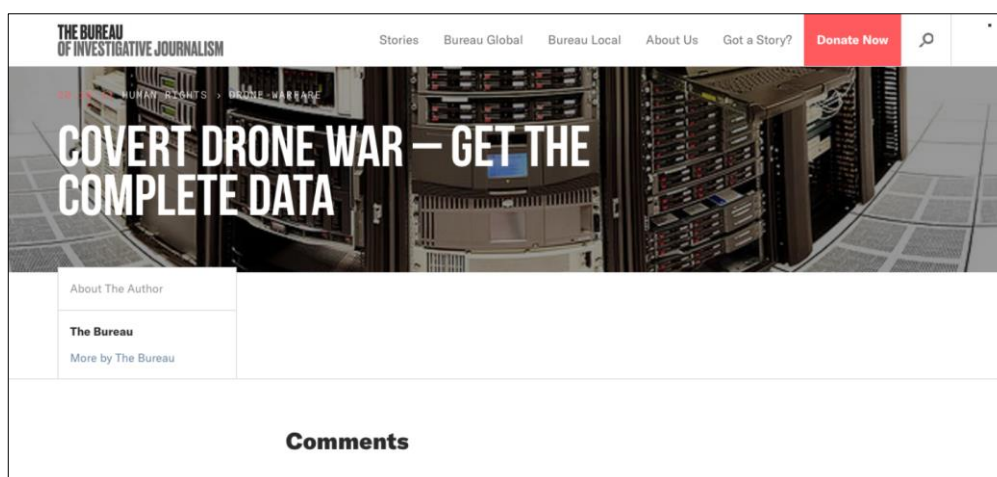 THE BUREAU
OF INVESTIGATIVE JOURNALISM
Stories Bureau Global Bureau Local About Us Got a Story? Donate Now
HUMAN RIGHTS › DRONE WARFARE
COVERT DRONE WAR — GET THE
COMPLETE DATA
About The Author
The Bureau
More by The Bureau
Comments